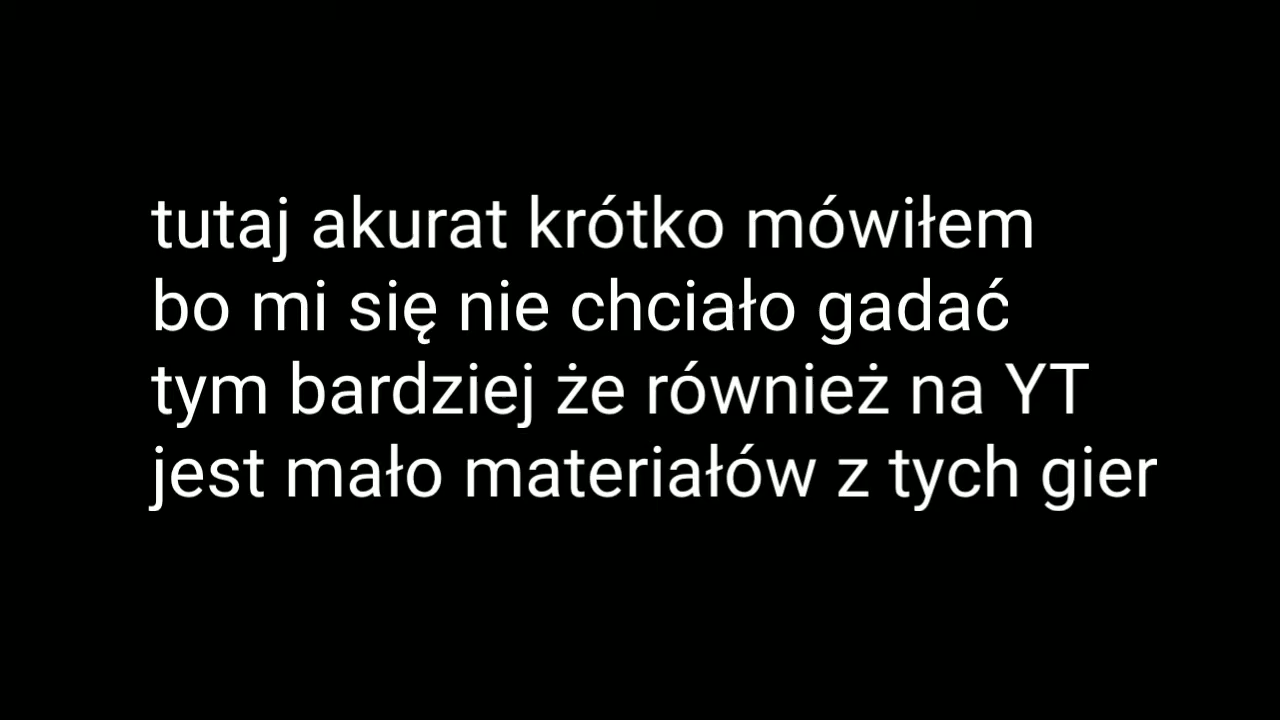 tutaj akurat krótko mówiłem
bo mi się nie chciało gadać
tym bardziej że również na YT
jest mało materiałów z tych gier